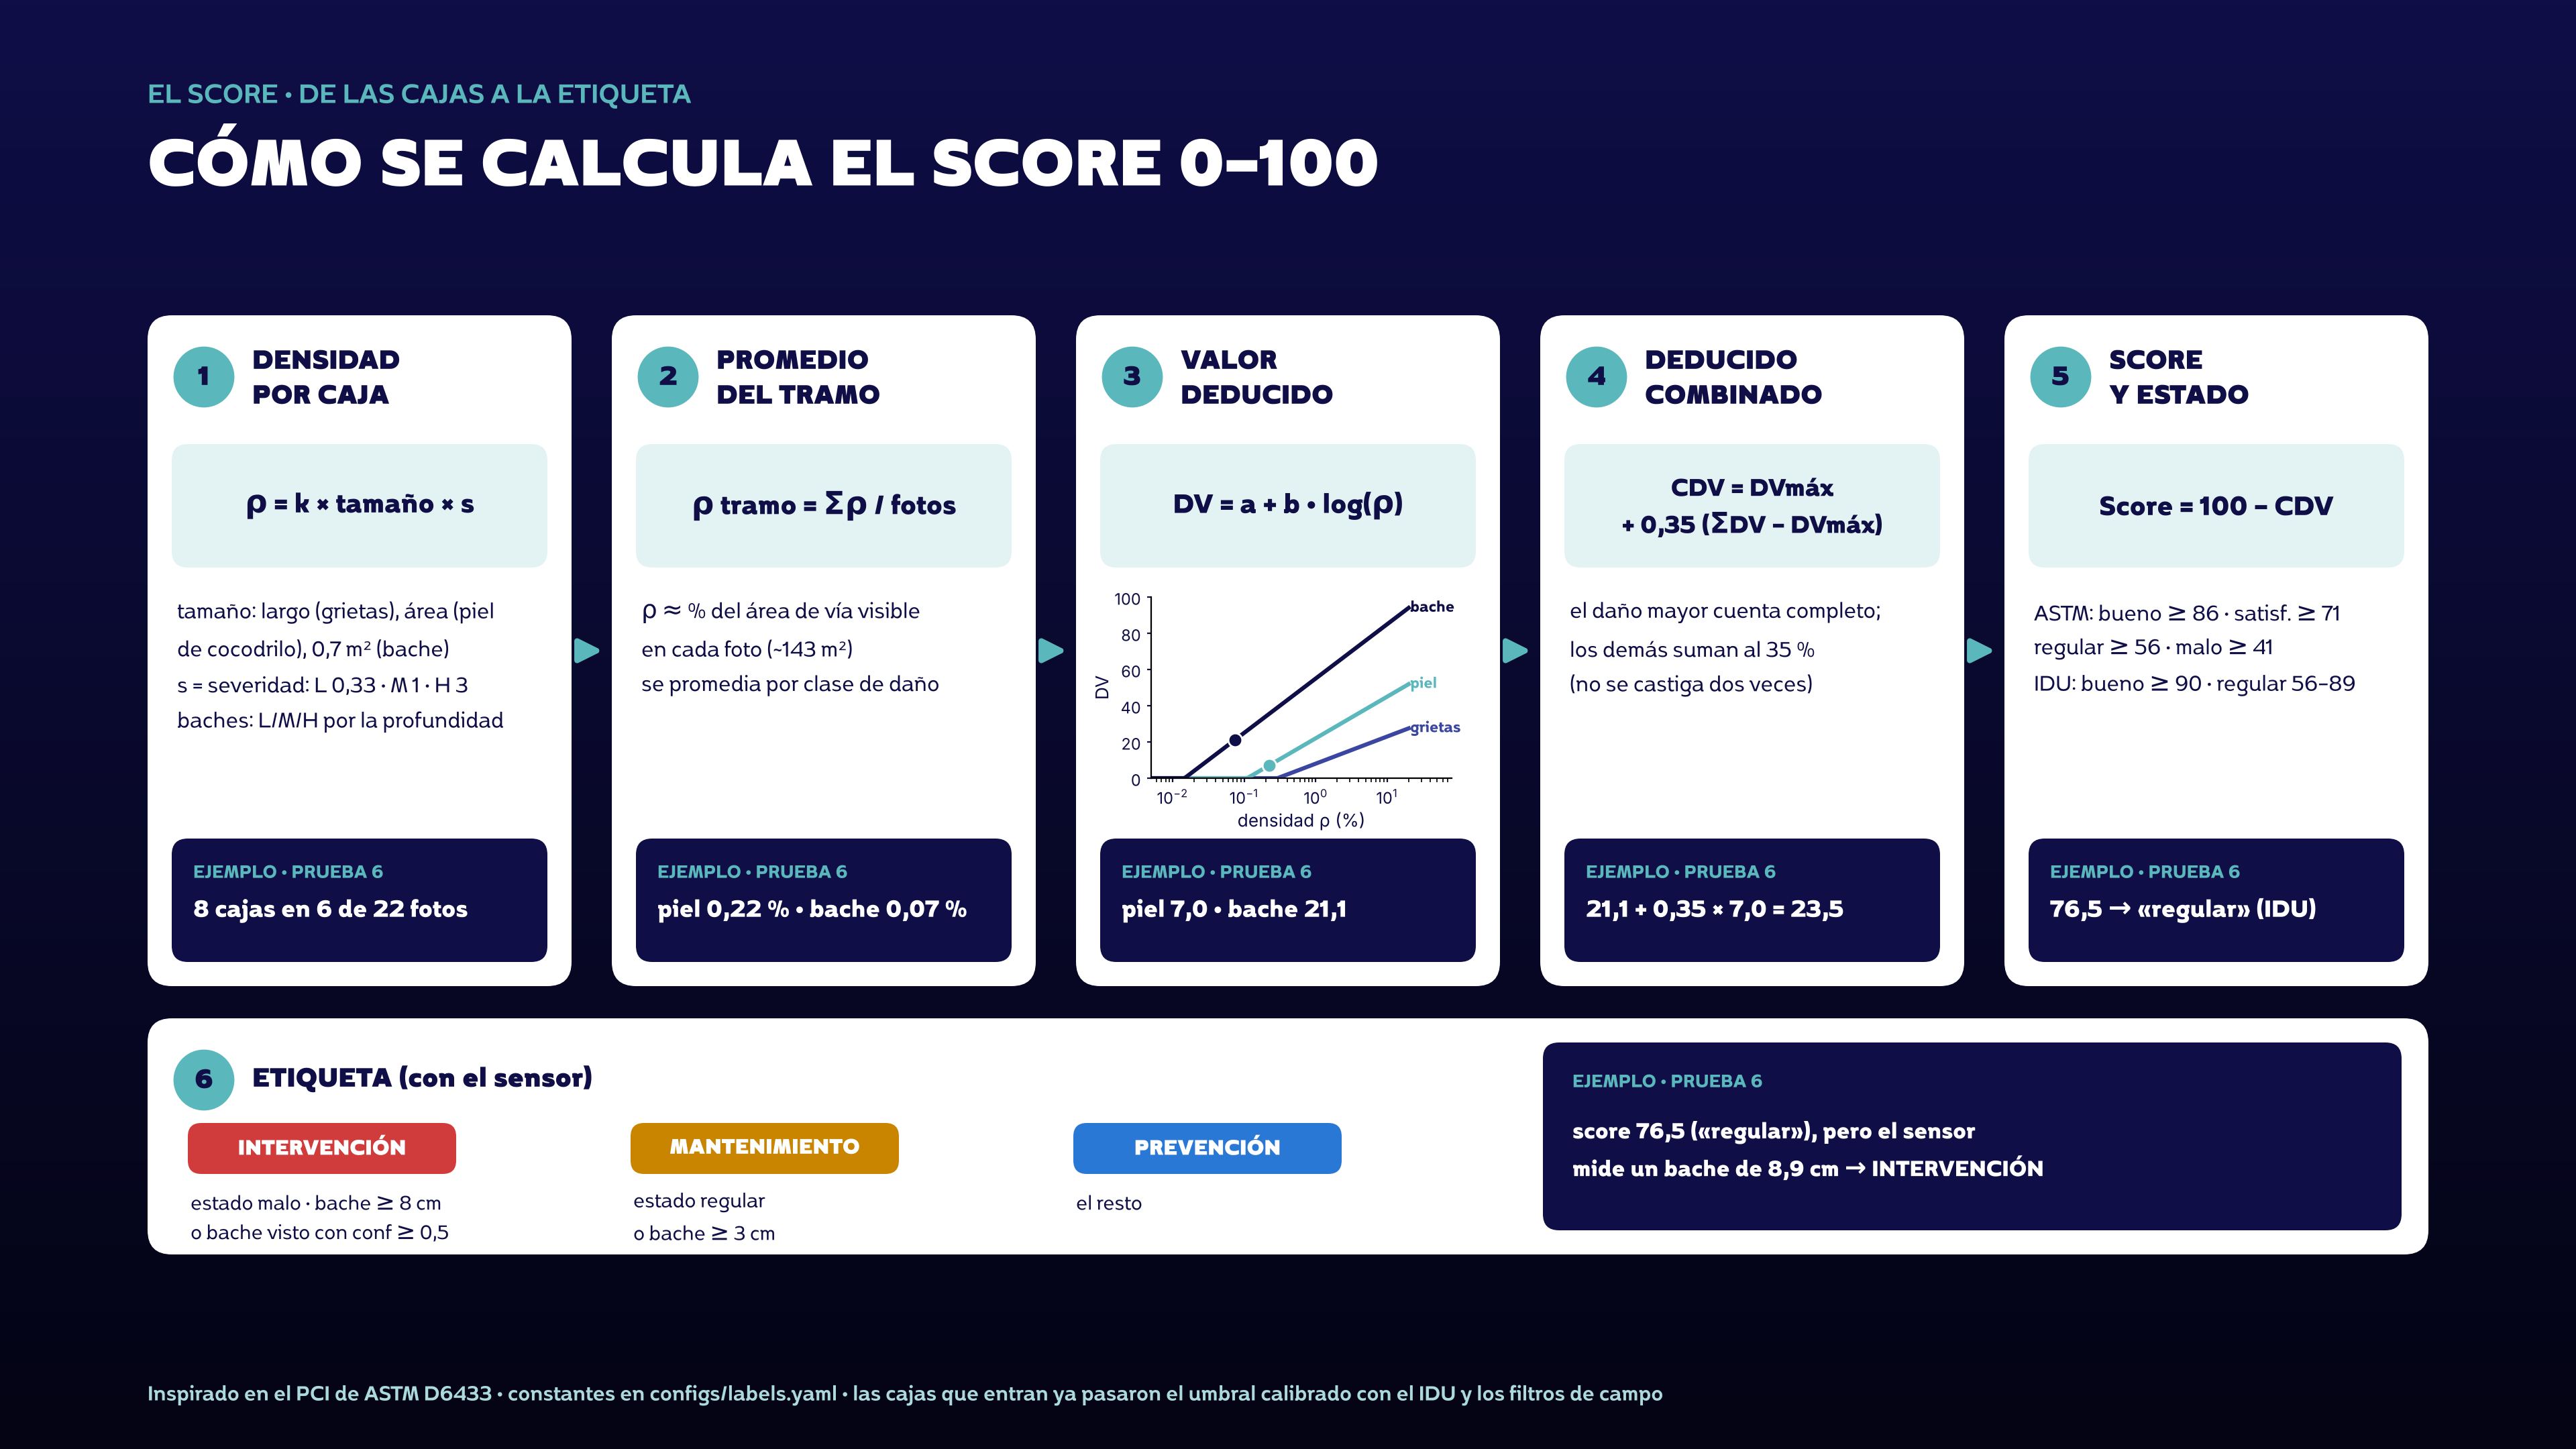 EL SCORE • DE LAS CAJAS A LA ETIQUETA
CÓMO SE CALCULA EL SCORE 0–100
1
DENSIDAD
POR CAJA
ρ = k × tamaño × s
tamaño: largo (grietas), área (piel
de cocodrilo), 0,7 m² (bache)
s = severidad: L 0,33 · M 1 · H 3
baches: L/M/H por la profundidad
EJEMPLO • PRUEBA 6
8 cajas en 6 de 22 fotos
2
PROMEDIO
DEL TRAMO
ρ tramo = Σρ / fotos
ρ ≈ % del área de vía visible
en cada foto (~143 m²)
se promedia por clase de daño
EJEMPLO • PRUEBA 6
piel 0,22 % • bache 0,07 %
3
VALOR
DEDUCIDO
DV = a + b • log(ρ)
100
80
60
40
20
0
DV
bache
piel
grietas
10⁻² 10⁻¹ 10⁰ 10¹
densidad ρ (%)
EJEMPLO • PRUEBA 6
piel 7,0 • bache 21,1
4
DEDUCIDO
COMBINADO
CDV = DVmáx
+ 0,35 (ΣDV – DVmáx)
el daño mayor cuenta completo;
los demás suman al 35 %
(no se castiga dos veces)
EJEMPLO • PRUEBA 6
21,1 + 0,35 × 7,0 = 23,5
5
SCORE
Y ESTADO
Score = 100 – CDV
ASTM: bueno ≥ 86 · satisf. ≥ 71
regular ≥ 56 · malo ≥ 41
IDU: bueno ≥ 90 · regular 56–89
EJEMPLO • PRUEBA 6
76,5 → «regular» (IDU)
6
ETIQUETA (con el sensor)
INTERVENCIÓN
estado malo · bache ≥ 8 cm
o bache visto con conf ≥ 0,5
MANTENIMIENTO
estado regular
o bache ≥ 3 cm
PREVENCIÓN
el resto
EJEMPLO • PRUEBA 6
score 76,5 («regular»), pero el sensor
mide un bache de 8,9 cm → INTERVENCIÓN
Inspirado en el PCI de ASTM D6433 • constantes en configs/labels.yaml • las cajas que entran ya pasaron el umbral calibrado con el IDU y los filtros de campo